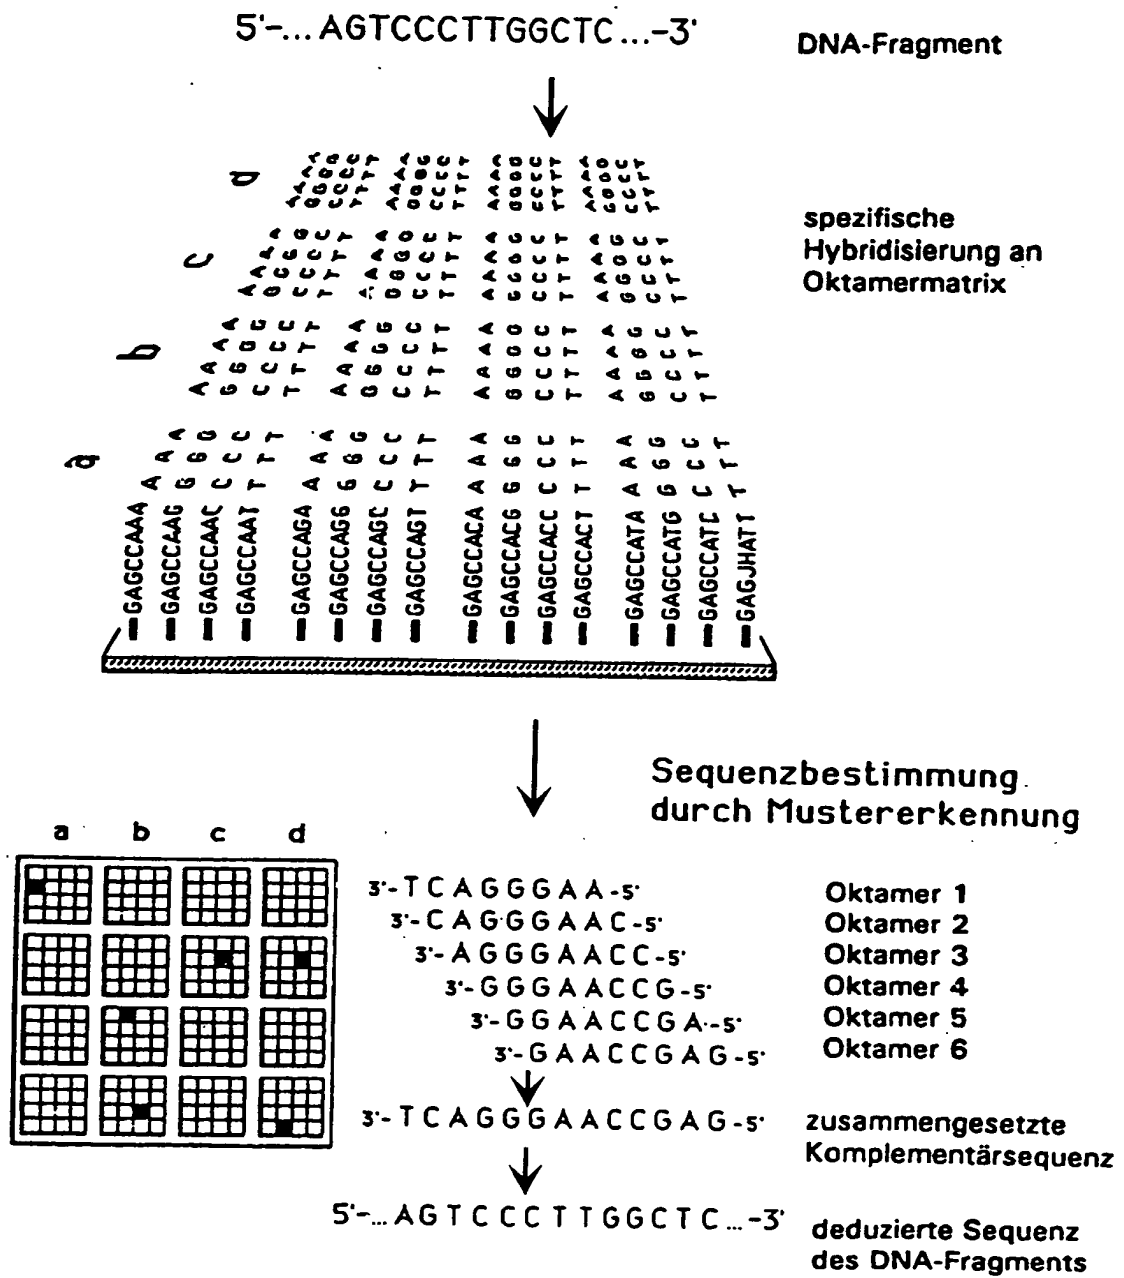 5'-... AGTCCCTTGGCTC ...-3'
DNA-Fragment
spezifische
Hybridisierung an
Oktamermatrix
d
c
b
a
GAGCCAAA
GAGCCAAG
GAGCCAAC
GAGCCAAT
GAGCCAGA
GAGCCAGG
GAGCCAGC
GAGCCAGT
GAGCCACA
GAGCCACG
GAGCCACC
GAGCCACT
GAGCCATA
GAGCCATG
GAGCCATC
GAGJHATT
Sequenzbestimmung
durch Mustererkennung
a b c d
3'-TCAGGGAA-5' Oktamer 1
3'-CAGGGAAC-5' Oktamer 2
3'-AGGGAACC-5' Oktamer 3
3'-GGGAACCG-5' Oktamer 4
3'-GGAACCGA-5' Oktamer 5
3'-GAACCGAG-5' Oktamer 6
3'-TCAGGGAACCGAG-5'
zusammengesetzte
Komplementärsequenz
5'-... AGTCCCTTGGCTC ...-3'
deduzierte Sequenz
des DNA-Fragments